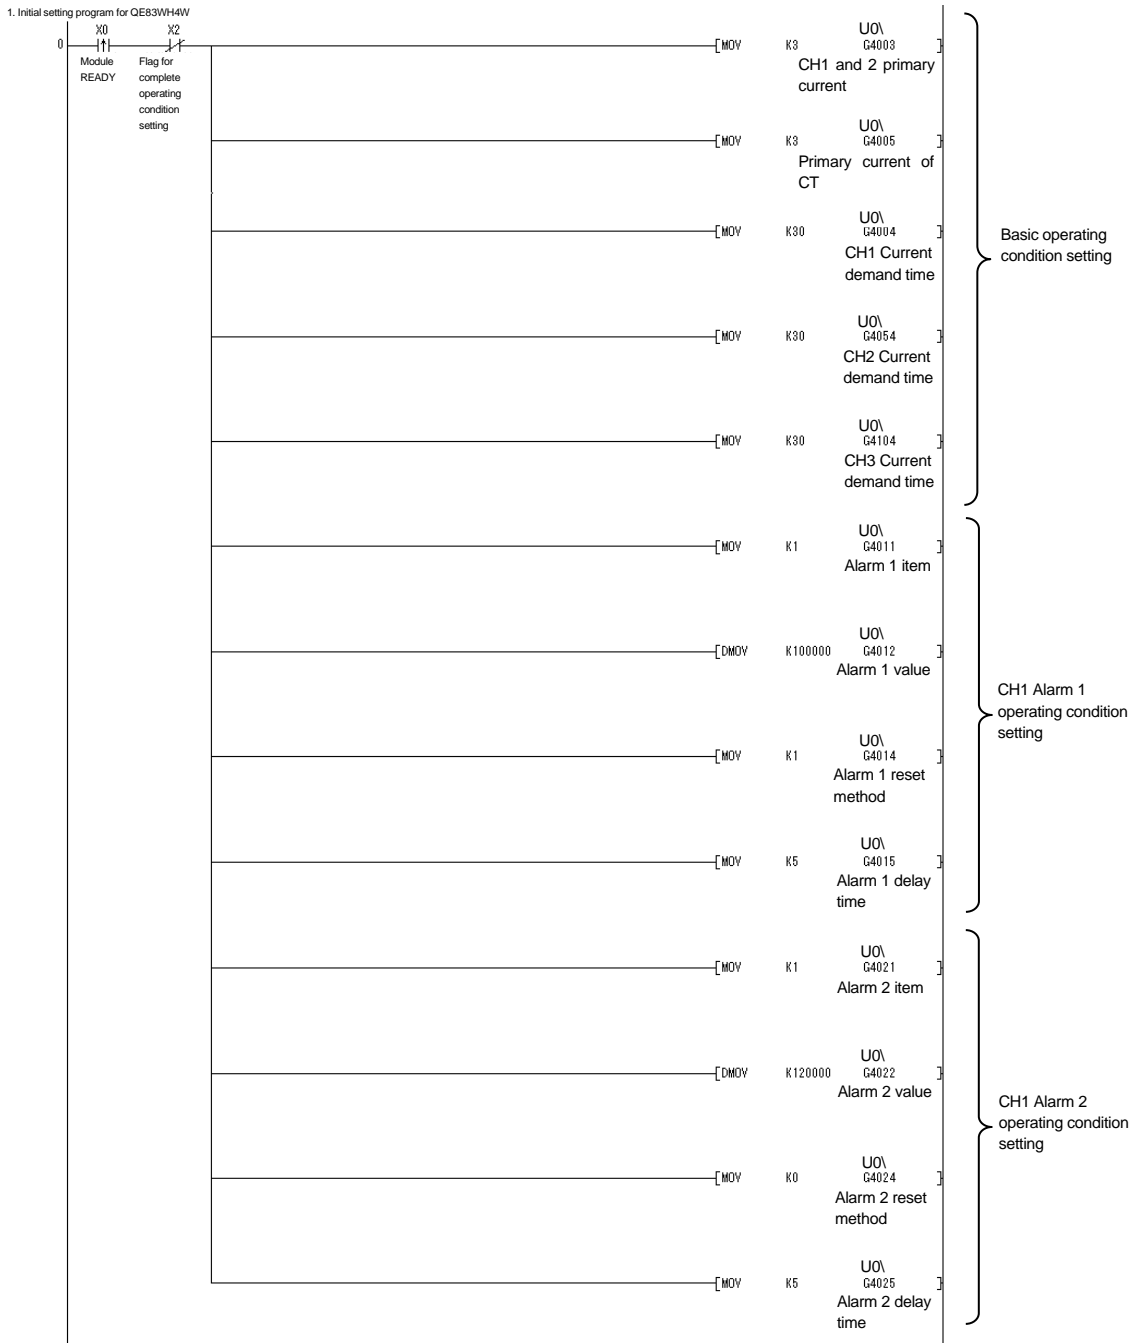 1. Initial setting program for QE83WH4W
X0
X2
0
Module
READY
Flag for
complete
operating
condition
setting
[MOV K3 U0\
G4003 ]
CH1 and 2 primary
current
[MOV K3 U0\
G4005 ]
Primary current of
CT
[MOV K30 U0\
G4004 ]
CH1 Current
demand time
[MOV K30 U0\
G4054 ]
CH2 Current
demand time
[MOV K30 U0\
G4104 ]
CH3 Current
demand time
Basic operating
condition setting
[MOV K1 U0\
G4011 ]
Alarm 1 item
[DMOV K100000 U0\
G4012 ]
Alarm 1 value
[MOV K1 U0\
G4014 ]
Alarm 1 reset
method
[MOV K5 U0\
G4015 ]
Alarm 1 delay
time
CH1 Alarm 1
operating condition
setting
[MOV K1 U0\
G4021 ]
Alarm 2 item
[DMOV K120000 U0\
G4022 ]
Alarm 2 value
[MOV K0 U0\
G4024 ]
Alarm 2 reset
method
[MOV K5 U0\
G4025 ]
Alarm 2 delay
time
CH1 Alarm 2
operating condition
setting